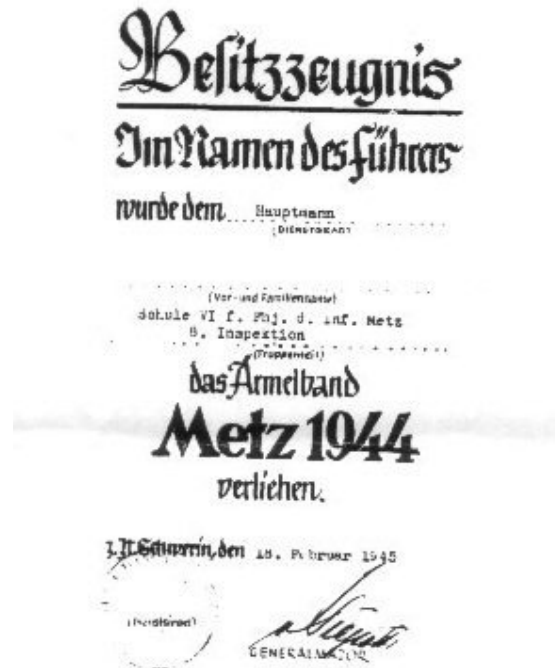 Besitzzeugnis
Im Namen des Führers
wurde dem Hauptmann
(DIENSTGRAD)
(Vor- und Familienname)
Schule VI f. Fhj. d. Inf. Metz
8. Inspektion
(Truppenteil)
das Ärmelband
Metz 1944
verliehen.
Schwerin, den 18. Februar 1945
(Dienstsiegel)
GENERALMAJOR